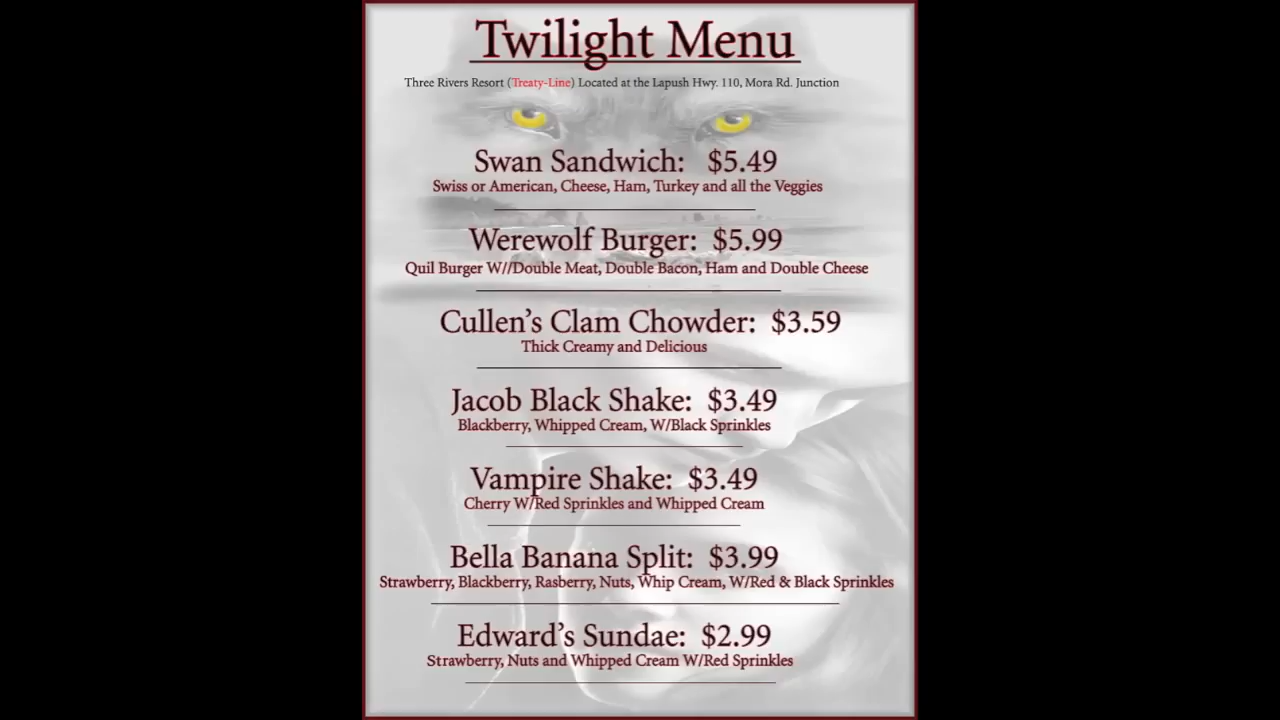 Twilight Menu
Three Rivers Resort (Treaty-Line) Located at the Lapush Hwy. 110, Mora Rd. Junction
Swan Sandwich: $5.49
Swiss or American, Cheese, Ham, Turkey and all the Veggies
Werewolf Burger: $5.99
Quil Burger W//Double Meat, Double Bacon, Ham and Double Cheese
Cullen's Clam Chowder: $3.59
Thick Creamy and Delicious
Jacob Black Shake: $3.49
Blackberry, Whipped Cream, W/Black Sprinkles
Vampire Shake: $3.49
Cherry W/Red Sprinkles and Whipped Cream
Bella Banana Split: $3.99
Strawberry, Blackberry, Rasberry, Nuts, Whip Cream, W/Red & Black Sprinkles
Edward's Sundae: $2.99
Strawberry, Nuts and Whipped Cream W/Red Sprinkles